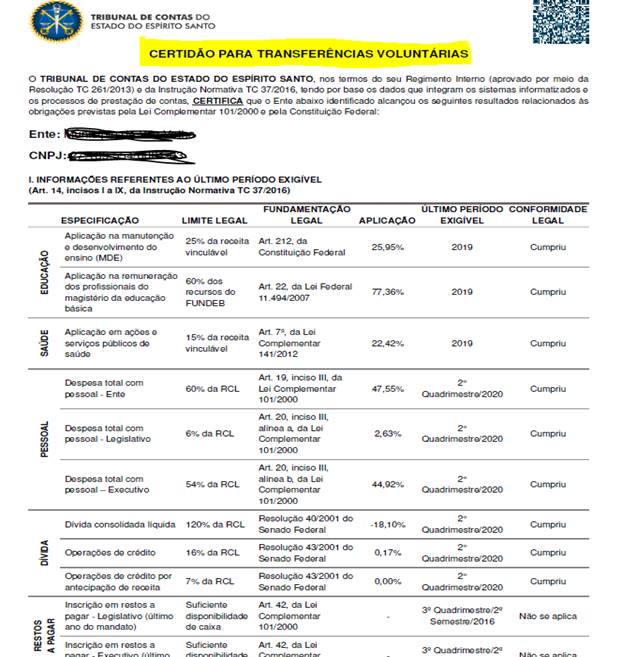 TRIBUNAL DE CONTAS DO
ESTADO DO ESPÍRITO SANTO
CERTIDÃO PARA TRANSFERÊNCIAS VOLUNTÁRIAS
O TRIBUNAL DE CONTAS DO ESTADO DO ESPÍRITO SANTO, nos termos do seu Regimento Interno (aprovado por meio da
Resolução TC 261/2013) e da Instrução Normativa TC 37/2016, tendo por base os dados que integram os sistemas informatizados e
os processos de prestação de contas, CERTIFICA que o Ente abaixo identificado alcançou os seguintes resultados relacionados às
obrigações previstas pela Lei Complementar 101/2000 e pela Constituição Federal:
Ente:
CNPJ:
I. INFORMAÇÕES REFERENTES AO ÚLTIMO PERÍODO EXIGÍVEL
(Art. 14, incisos I a IX, da Instrução Normativa TC 37/2016)
ESPECIFICAÇÃO LIMITE LEGAL FUNDAMENTAÇÃO LEGAL APLICAÇÃO ÚLTIMO PERÍODO EXIGÍVEL CONFORMIDADE LEGAL
EDUCAÇÃO
Aplicação na manutenção e desenvolvimento do ensino (MDE) 25% da receita vinculável Art. 212, da Constituição Federal 25,95% 2019 Cumpriu
Aplicação na remuneração dos profissionais do magistério da educação básica 60% dos recursos do FUNDEB Art. 22, da Lei Federal 11.494/2007 77,36% 2019 Cumpriu
SAÚDE
Aplicação em ações e serviços públicos de saúde 15% da receita vinculável Art. 7º, da Lei Complementar 141/2012 22,42% 2019 Cumpriu
PESSOAL
Despesa total com pessoal - Ente 60% da RCL Art. 19, inciso III, da Lei Complementar 101/2000 47,55% 2º Quadrimestre/2020 Cumpriu
Despesa total com pessoal - Legislativo 6% da RCL Art. 20, inciso III, alínea a, da Lei Complementar 101/2000 2,63% 2º Quadrimestre/2020 Cumpriu
Despesa total com pessoal – Executivo 54% da RCL Art. 20, inciso III, alínea b, da Lei Complementar 101/2000 44,92% 2º Quadrimestre/2020 Cumpriu
DÍVIDA
Dívida consolidada líquida 120% da RCL Resolução 40/2001 do Senado Federal -18,10% 2º Quadrimestre/2020 Cumpriu
Operações de crédito 16% da RCL Resolução 43/2001 do Senado Federal 0,17% 2º Quadrimestre/2020 Cumpriu
Operações de crédito por antecipação de receita 7% da RCL Resolução 43/2001 do Senado Federal 0,00% 2º Quadrimestre/2020 Cumpriu
RESTOS A PAGAR
Inscrição em restos a pagar - Legislativo (último ano do mandato) Suficiente disponibilidade de caixa Art. 42, da Lei Complementar 101/2000 - 3º Quadrimestre/2º Semestre/2016 Não se aplica
Inscrição em restos a pagar - Executivo (último Suficiente disponibilidade Art. 42, da Lei Complementar - 3º Quadrimestre/2º Não se aplica